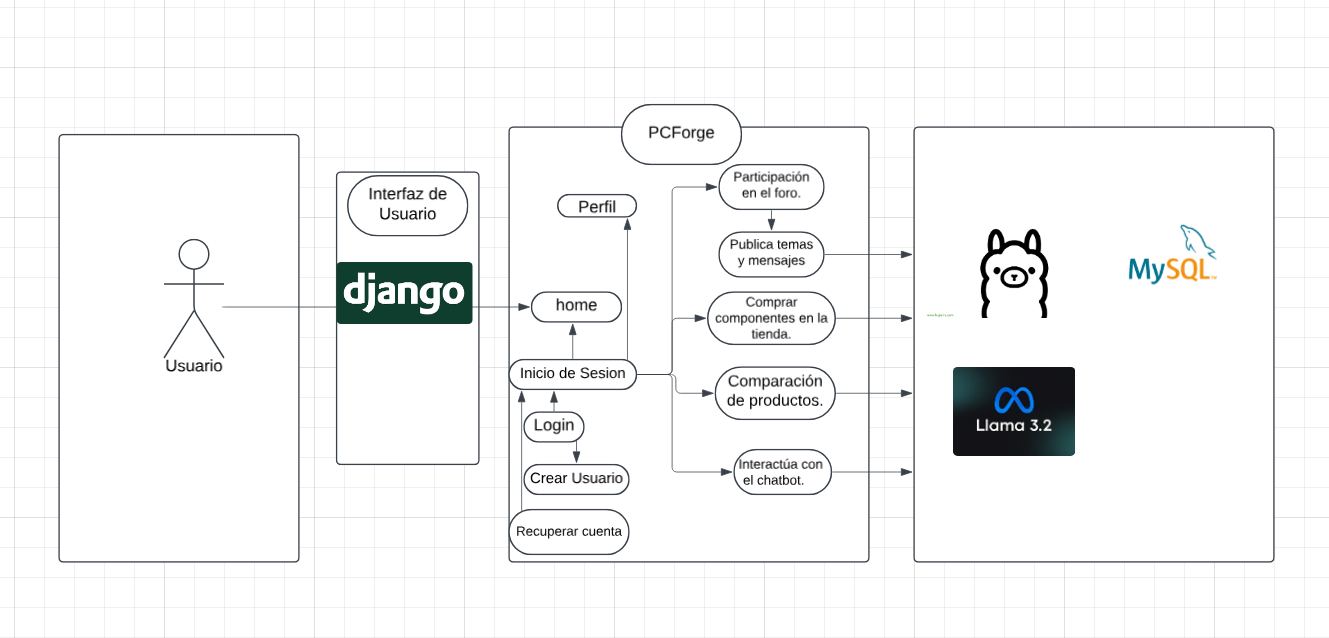 Usuario
Interfaz de
Usuario
django
PCForge
Perfil
home
Inicio de Sesion
Login
Crear Usuario
Recuperar cuenta
Participación
en el foro.
Publica temas
y mensajes
Comprar
componentes en la
tienda.
Comparación
de productos.
Interactúa con
el chatbot.
MySQL
Llama 3.2